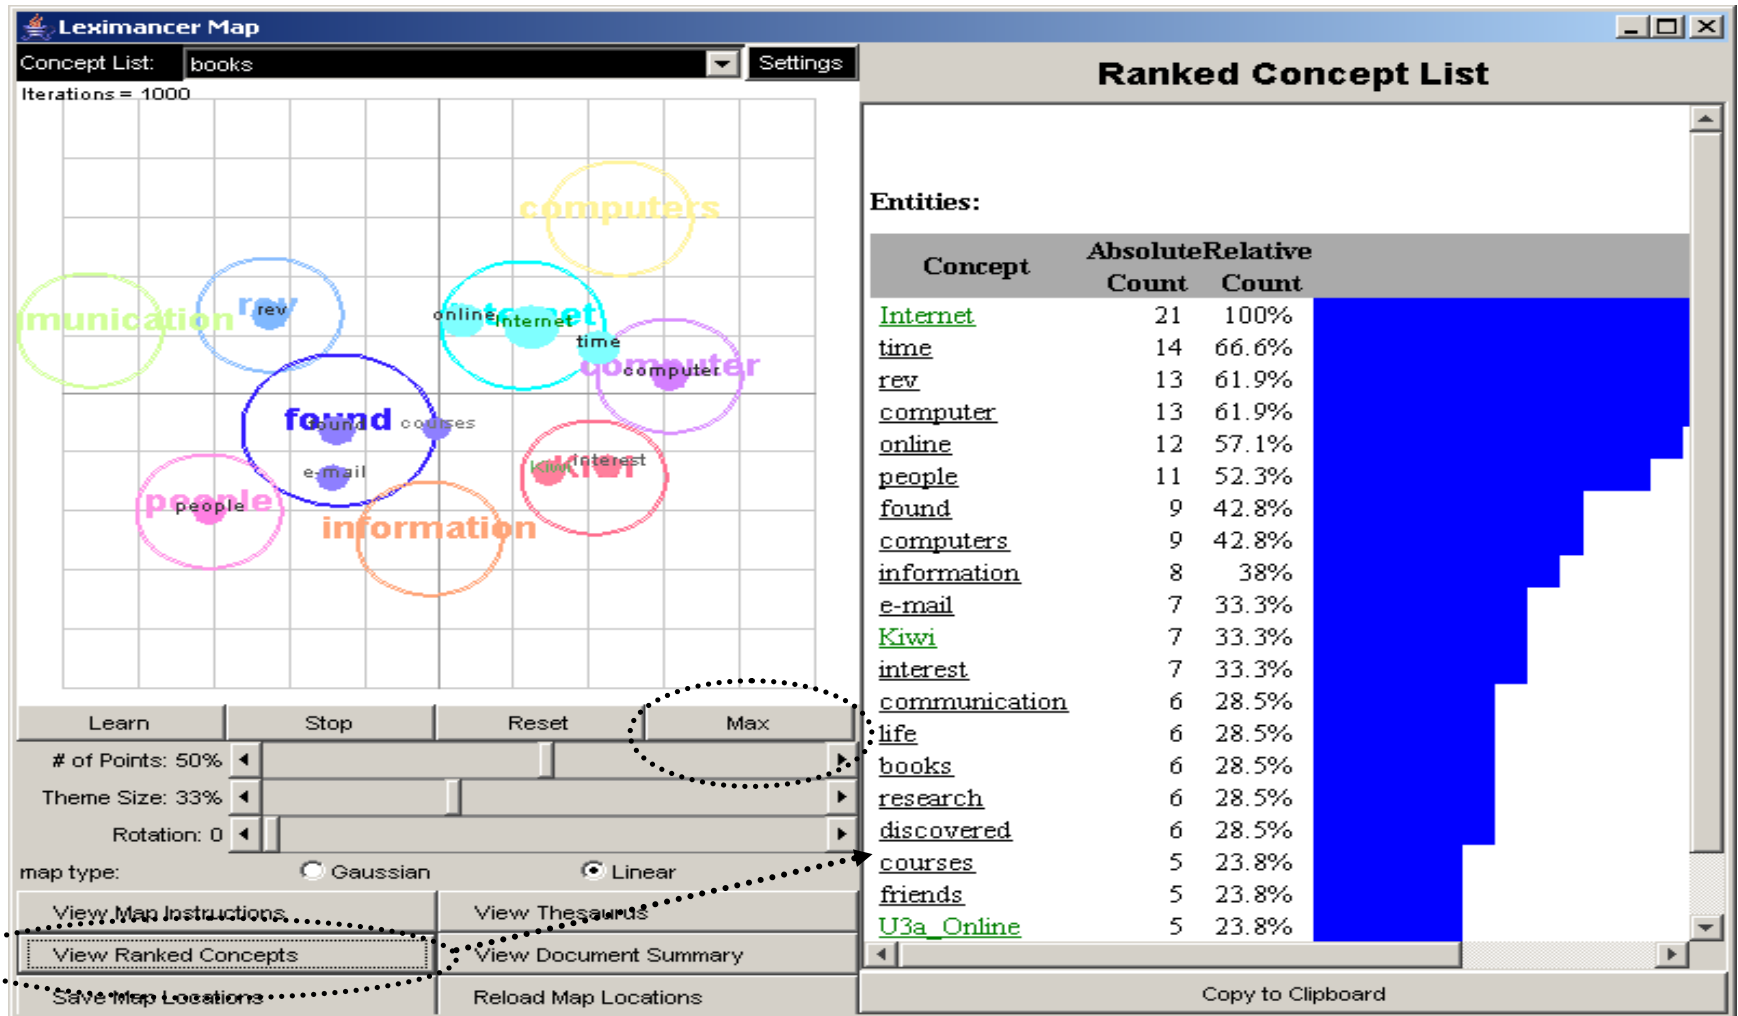 Leximancer Map
Concept List: books Settings
Iterations = 1000
computers
munication
rev
rev
Internet
online
Internet
time
computer
computer
found
found
courses
e-mail
Kiwi
Kiwi
interest
people
people
information
Learn Stop Reset Max
# of Points: 50%
Theme Size: 33%
Rotation: 0
map type: Gaussian Linear
View Map Instructions View Thesaurus
View Ranked Concepts View Document Summary
Save Map Locations Reload Map Locations
Ranked Concept List
Entities:
Concept Absolute Count Relative Count
Internet 21 100%
time 14 66.6%
rev 13 61.9%
computer 13 61.9%
online 12 57.1%
people 11 52.3%
found 9 42.8%
computers 9 42.8%
information 8 38%
e-mail 7 33.3%
Kiwi 7 33.3%
interest 7 33.3%
communication 6 28.5%
life 6 28.5%
books 6 28.5%
research 6 28.5%
discovered 6 28.5%
courses 5 23.8%
friends 5 23.8%
U3a_Online 5 23.8%
Copy to Clipboard